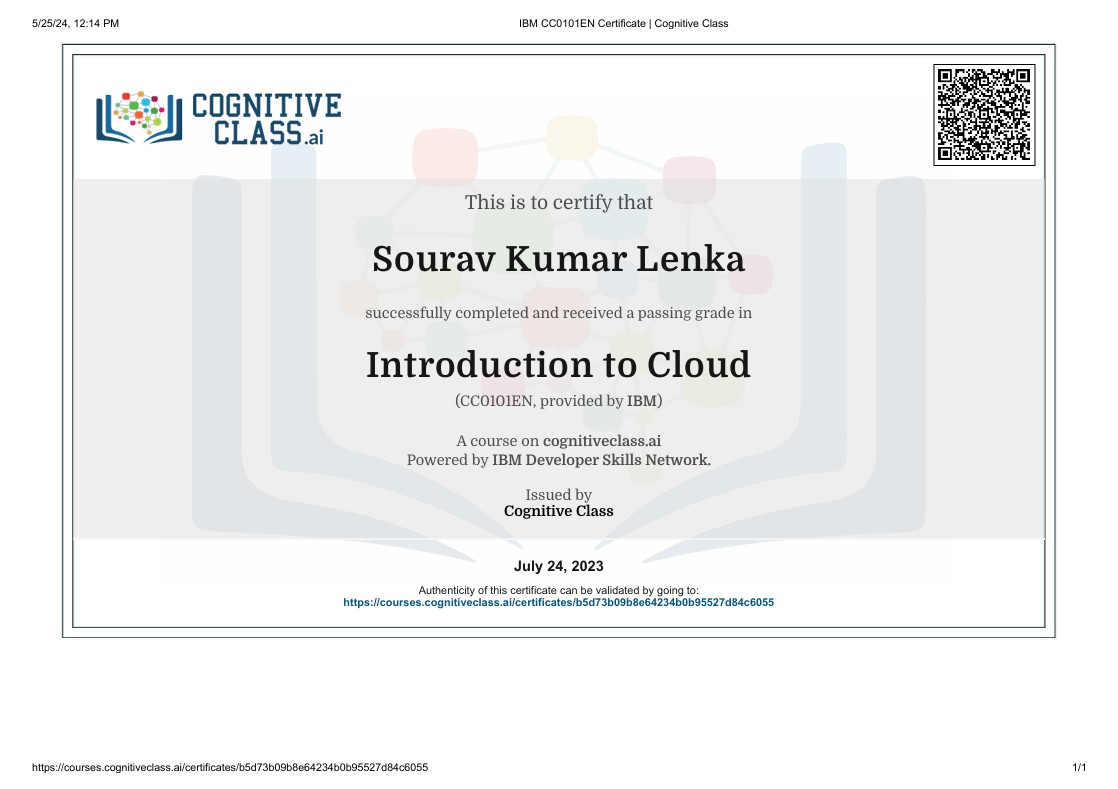 5/25/24, 12:14 PM
IBM CC0101EN Certificate | Cognitive Class
COGNITIVE
CLASS.ai
This is to certify that
Sourav Kumar Lenka
successfully completed and received a passing grade in
Introduction to Cloud
(CC0101EN, provided by IBM)
A course on cognitiveclass.ai
Powered by IBM Developer Skills Network.
Issued by
Cognitive Class
July 24, 2023
Authenticity of this certificate can be validated by going to:
https://courses.cognitiveclass.ai/certificates/b5d73b09b8e64234b0b95527d84c6055
https://courses.cognitiveclass.ai/certificates/b5d73b09b8e64234b0b95527d84c6055
1/1